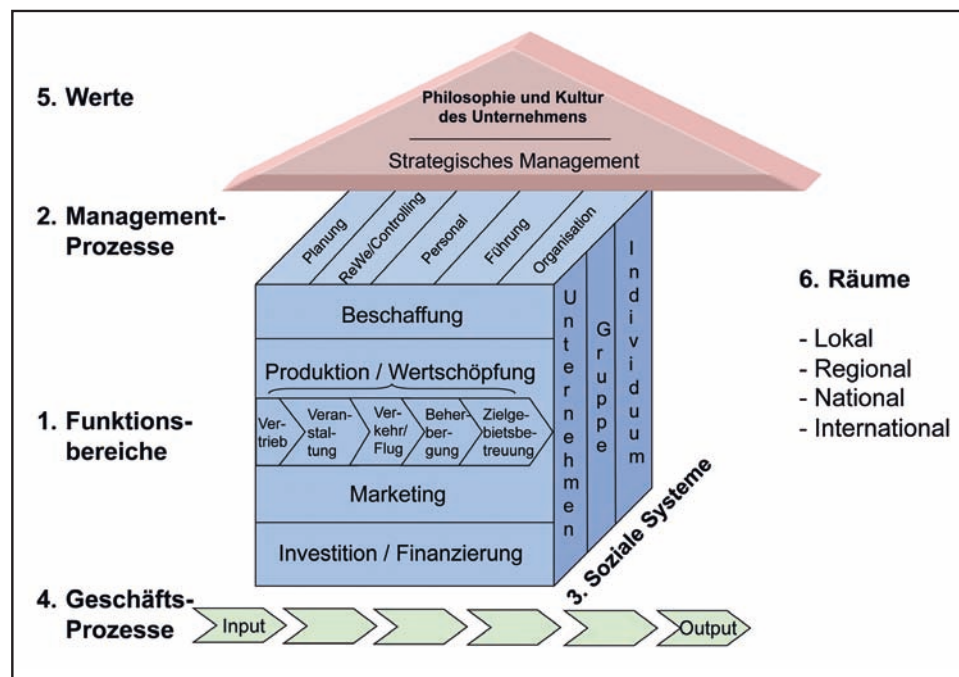 5. Werte
Philosophie und Kultur
des Unternehmens
Strategisches Management
2. Management-
Prozesse
Planung
ReWe/Controlling
Personal
Führung
Organisation
1. Funktions-
bereiche
Beschaffung
Produktion / Wertschöpfung
Ver-
trieb
Veran-
stal-
tung
Ver-
kehr/
Flug
Beher-
ber-
gung
Zielge-
bietsbe-
treuung
Marketing
Investition / Finanzierung
Unternehmen
Gruppe
Individuum
3. Soziale Systeme
6. Räume
- Lokal
- Regional
- National
- International
4. Geschäfts-
Prozesse
Input
Output